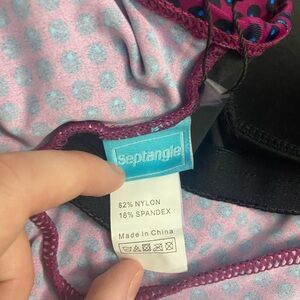 Septangle
82% NYLON
18% SPANDEX
Made In China